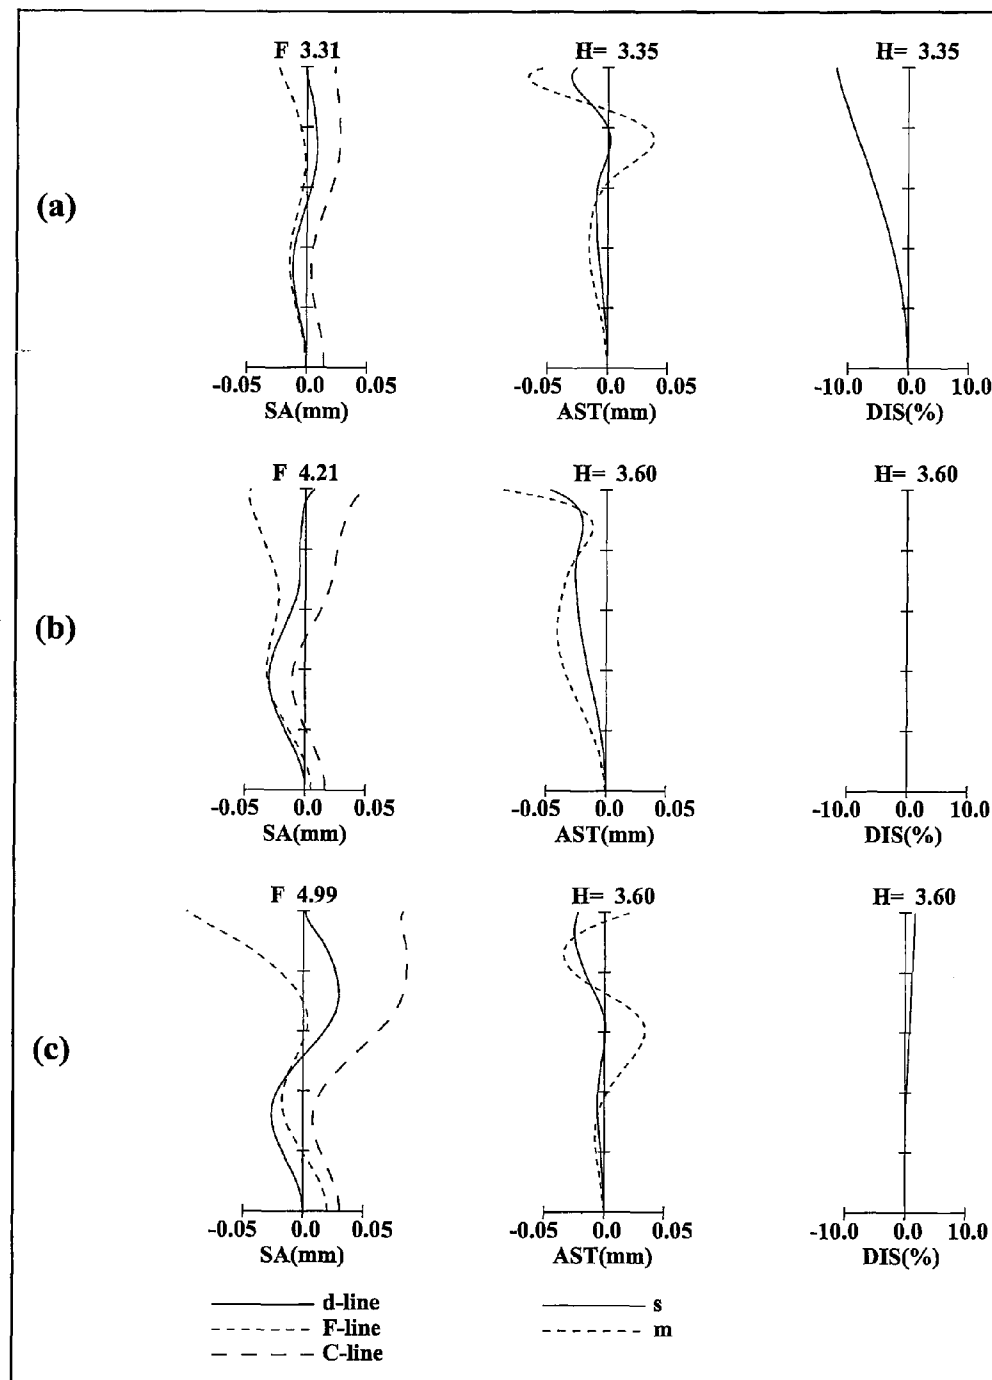 F 3.31 H= 3.35 H= 3.35
(a)
-0.05 0.0 0.05 -0.05 0.0 0.05 -10.0 0.0 10.0
SA(mm) AST(mm) DIS(%)
F 4.21 H= 3.60 H= 3.60
(b)
-0.05 0.0 0.05 -0.05 0.0 0.05 -10.0 0.0 10.0
SA(mm) AST(mm) DIS(%)
F 4.99 H= 3.60 H= 3.60
(c)
-0.05 0.0 0.05 -0.05 0.0 0.05 -10.0 0.0 10.0
SA(mm) AST(mm) DIS(%)
d-line s
F-line m
C-line